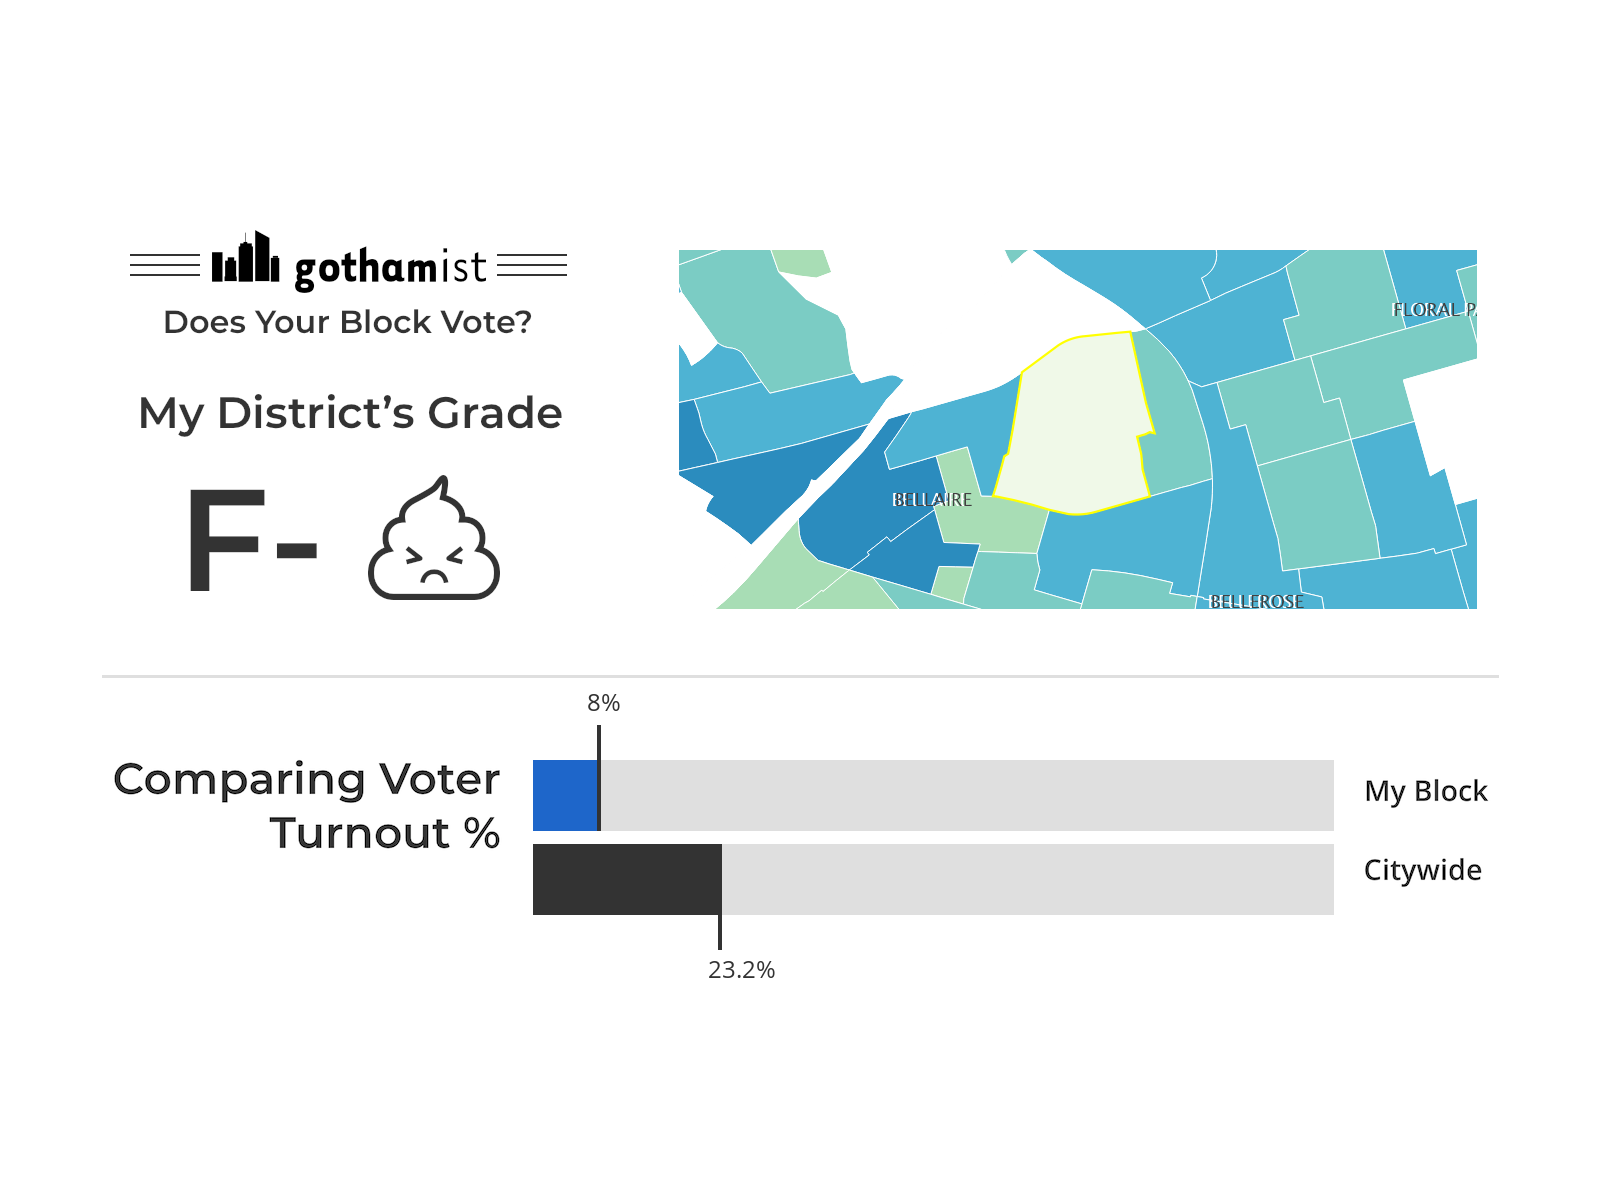 gothamist
Does Your Block Vote?
My District's Grade
F-
FLORAL PA
BELLAIRE
BELLEROSE
8%
Comparing Voter
Turnout %
My Block
Citywide
23.2%